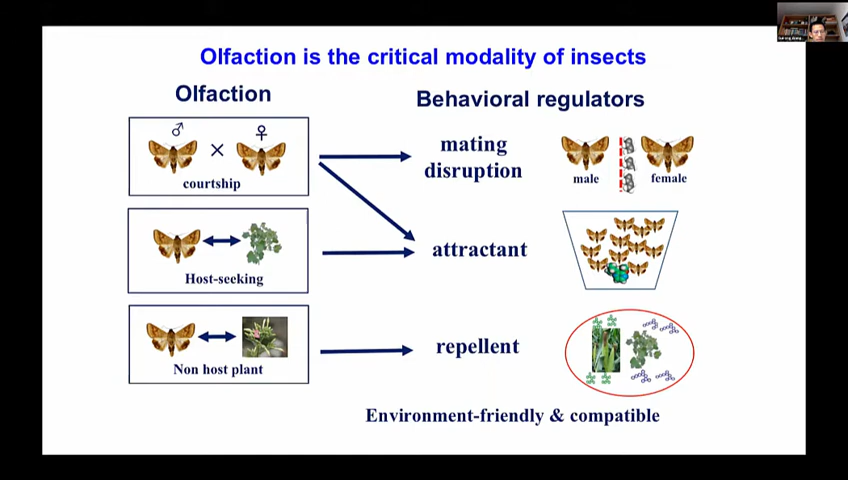 Olfaction is the critical modality of insects
Olfaction
Behavioral regulators
♂ × ♀
courtship
mating
disruption
male
female
Host-seeking
attractant
Non host plant
repellent
Environment-friendly & compatible